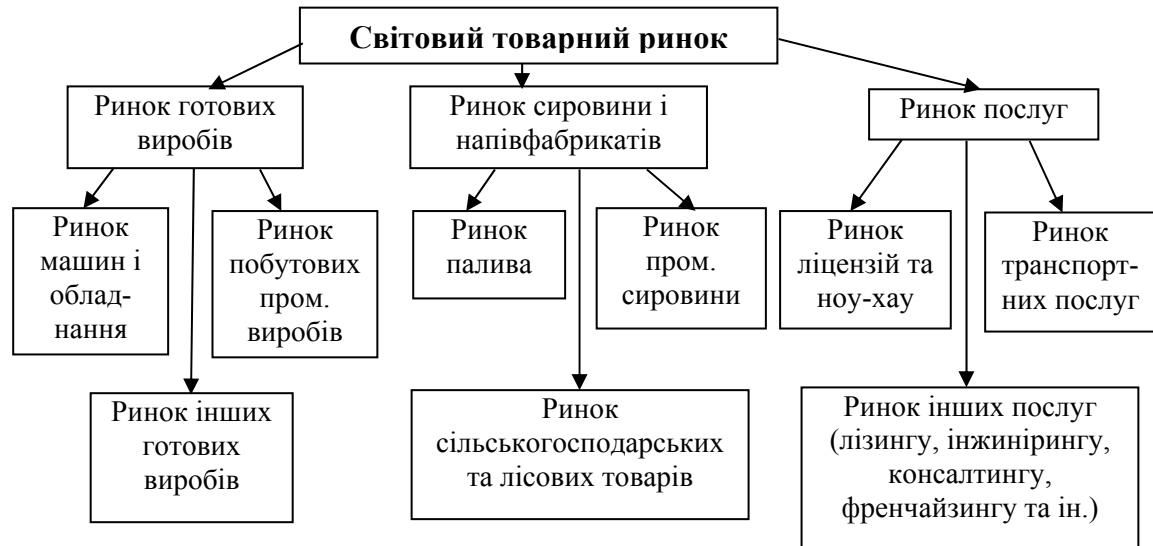 Світовий товарний ринок
Ринок готових
виробів
Ринок сировини і
напівфабрикатів
Ринок послуг
Ринок
машин і
облад-
нання
Ринок
побутових
пром.
виробів
Ринок
палива
Ринок
пром.
сировини
Ринок
ліцензій та
ноу-хау
Ринок
транспорт-
них послуг
Ринок інших
готових
виробів
Ринок
сільськогосподарських
та лісових товарів
Ринок інших послуг
(лізингу, інжинірингу,
консалтингу,
френчайзингу та ін.)